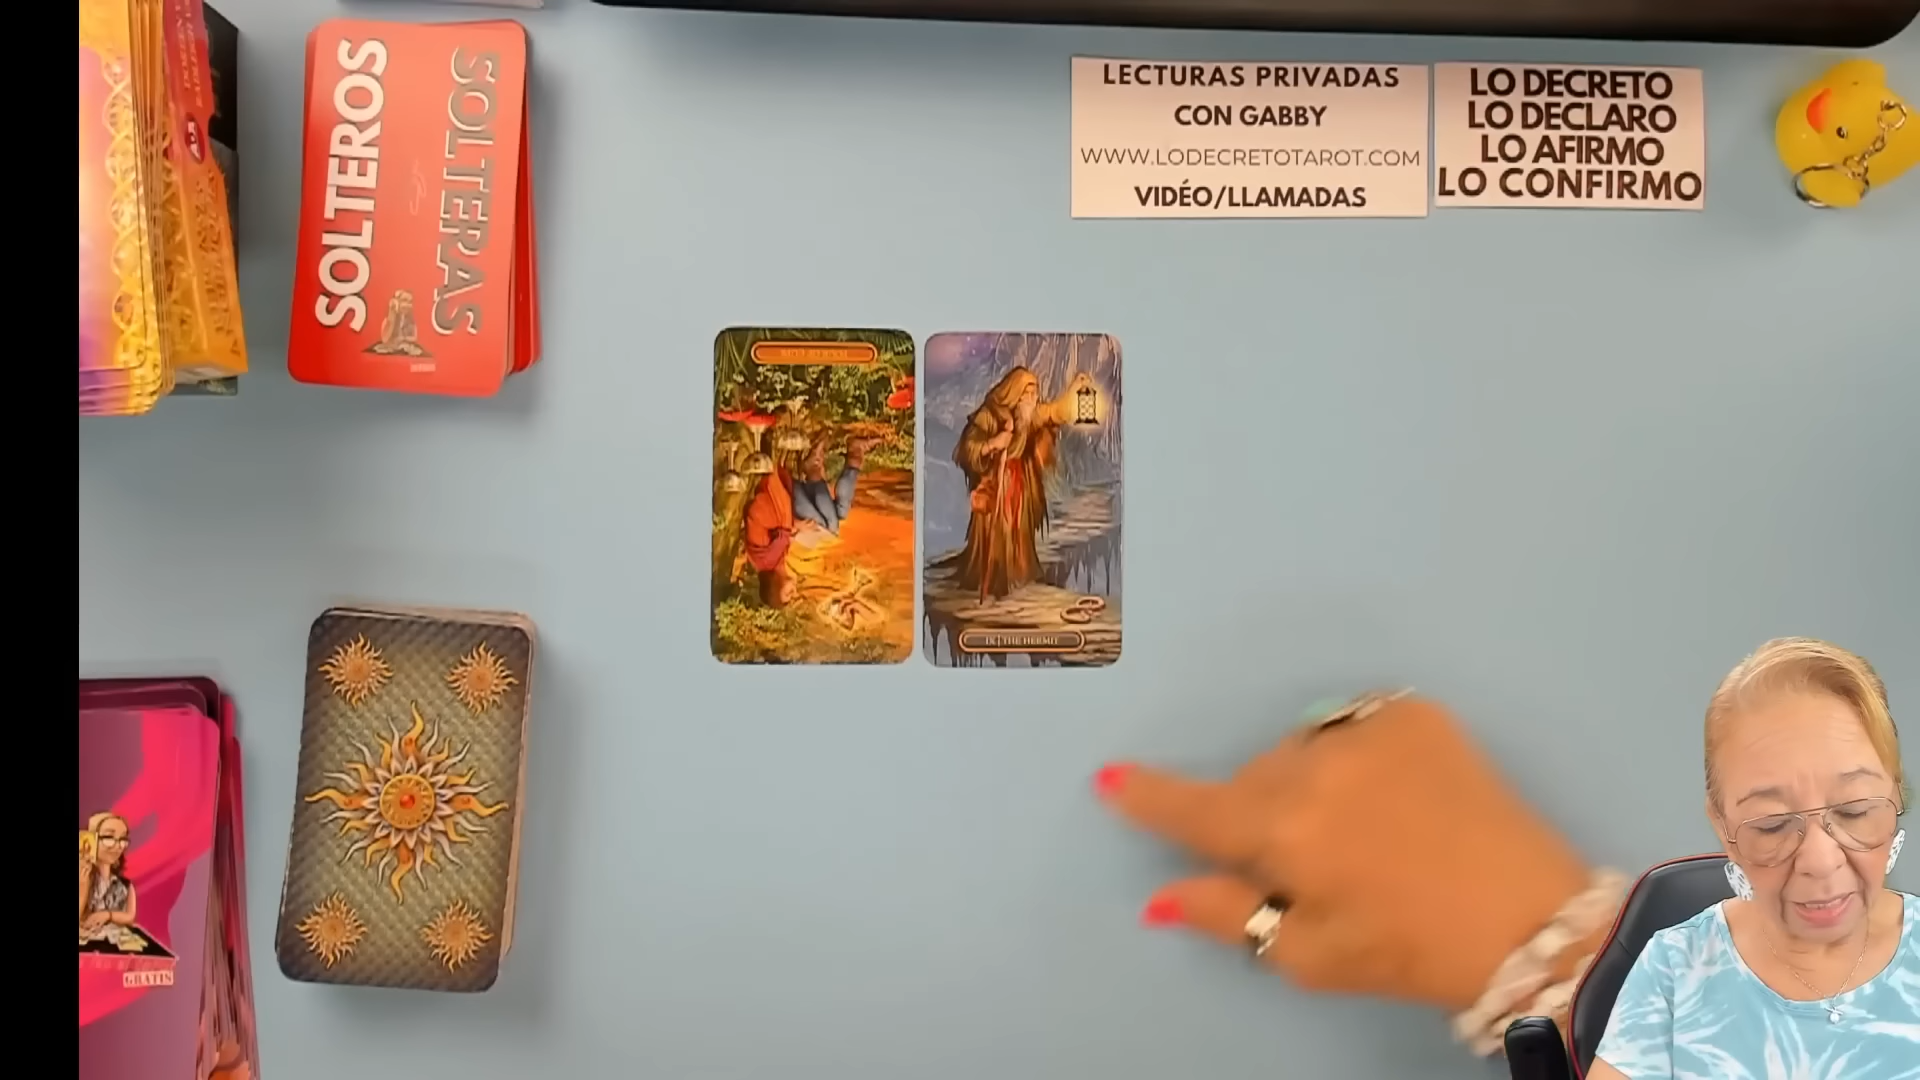 SOLTEROS
SOLTERAS
LECTURAS PRIVADAS
CON GABBY
WWW.LODECRETOTAROT.COM
VIDÉO/LLAMADAS
LO DECRETO
LO DECLARO
LO AFIRMO
LO CONFIRMO
IX | THE HERMIT
GRATIS